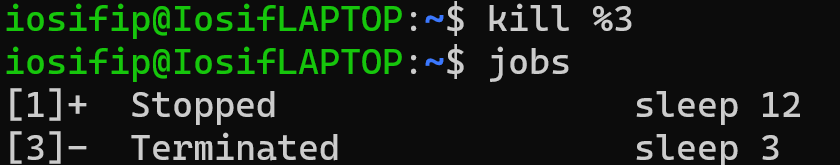 iosifip@IosifLAPTOP:~$ kill %3
iosifip@IosifLAPTOP:~$ jobs
[1]+  Stopped                 sleep 12
[3]-  Terminated              sleep 3